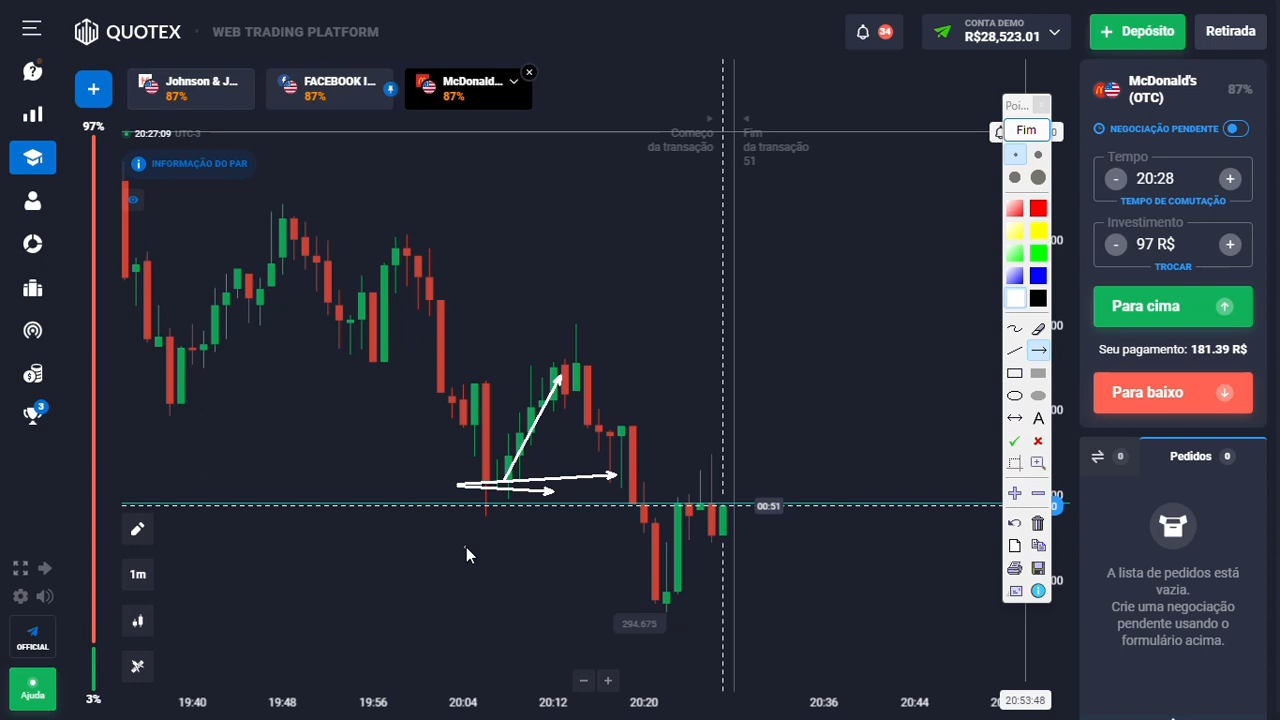 QUOTEX
WEB TRADING PLATFORM
34
CONTA DEMO
R$28,523.01
+ Depósito
Retirada
+
Johnson & J...
87%
FACEBOOK I...
87%
McDonald...
87%
McDonald's
(OTC)
87%
NEGOCIAÇÃO PENDENTE
Tempo
- 20:28 +
TEMPO DE COMUTAÇÃO
Investimento
- 97 R$ +
TROCAR
Para cima
Seu pagamento: 181.39 R$
Para baixo
0
Pedidos 0
A lista de pedidos está
vazia.
Crie uma negociação
pendente usando o
formulário acima.
97%
20:27:09 UTC-3
INFORMAÇÃO DO PAR
Começo
da transação
Fim
da transação
51
Poi...
Fim
A
00:51
1m
294.675
3
OFFICIAL
Ajuda
3%
19:40
19:48
19:56
20:04
20:12
20:20
20:36
20:44
20:53:48